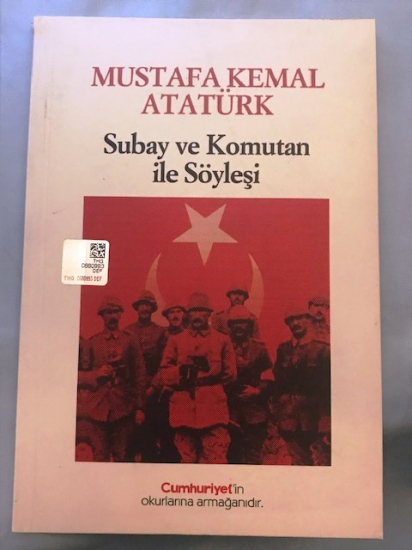 MUSTAFA KEMAL
ATATÜRK
Subay ve Komutan
ile Söyleşi
Cumhuriyet'in
okurlarına armağanıdır.